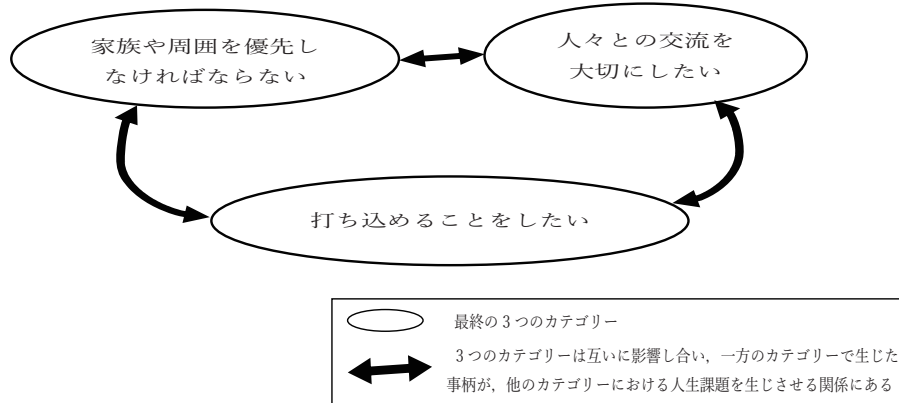 家族や周囲を優先し
なければならない
人々との交流を
大切にしたい
打ち込めることをしたい
最終の3つのカテゴリー
3つのカテゴリーは互いに影響し合い，一方のカテゴリーで生じた
事柄が，他のカテゴリーにおける人生課題を生じさせる関係にある